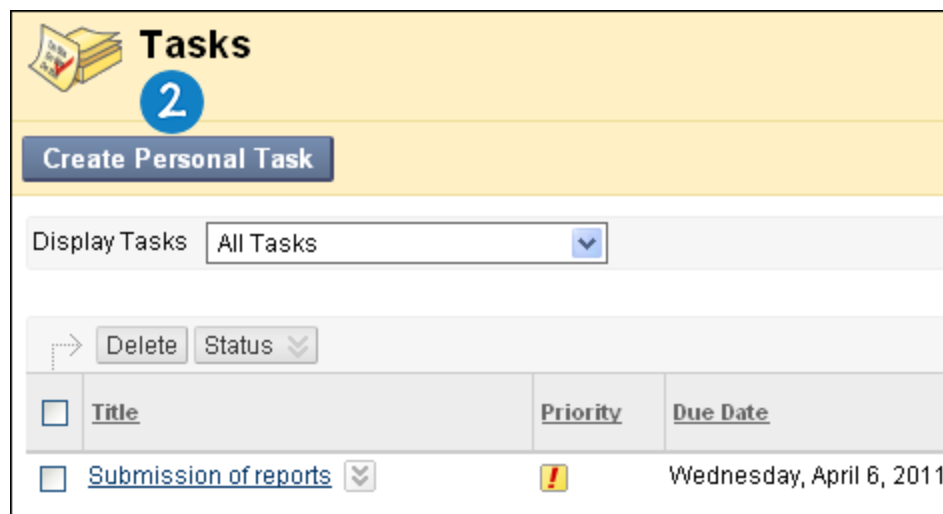 Tasks
2
Create Personal Task
Display Tasks All Tasks
Delete Status
Title Priority Due Date
Submission of reports ! Wednesday, April 6, 2011